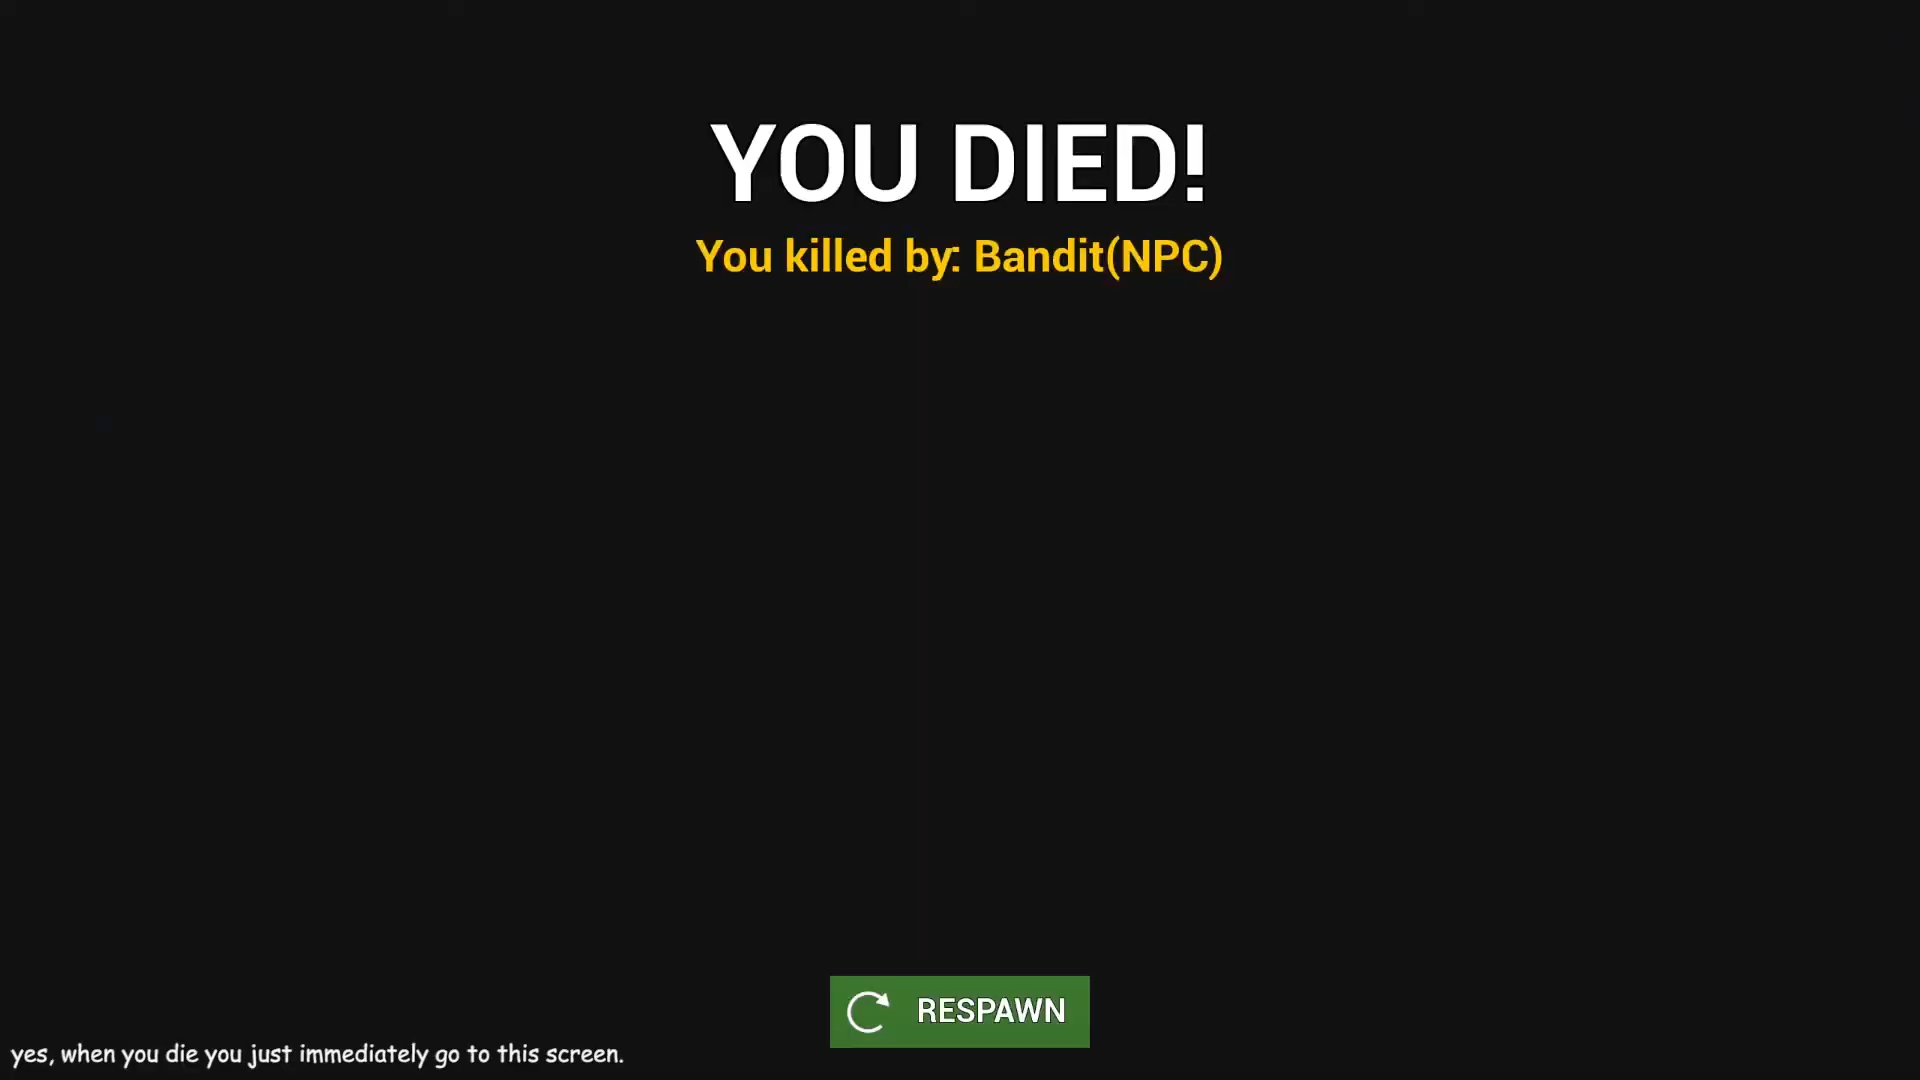 YOU DIED!
You killed by: Bandit(NPC)
RESPAWN
yes, when you die you just immediately go to this screen.